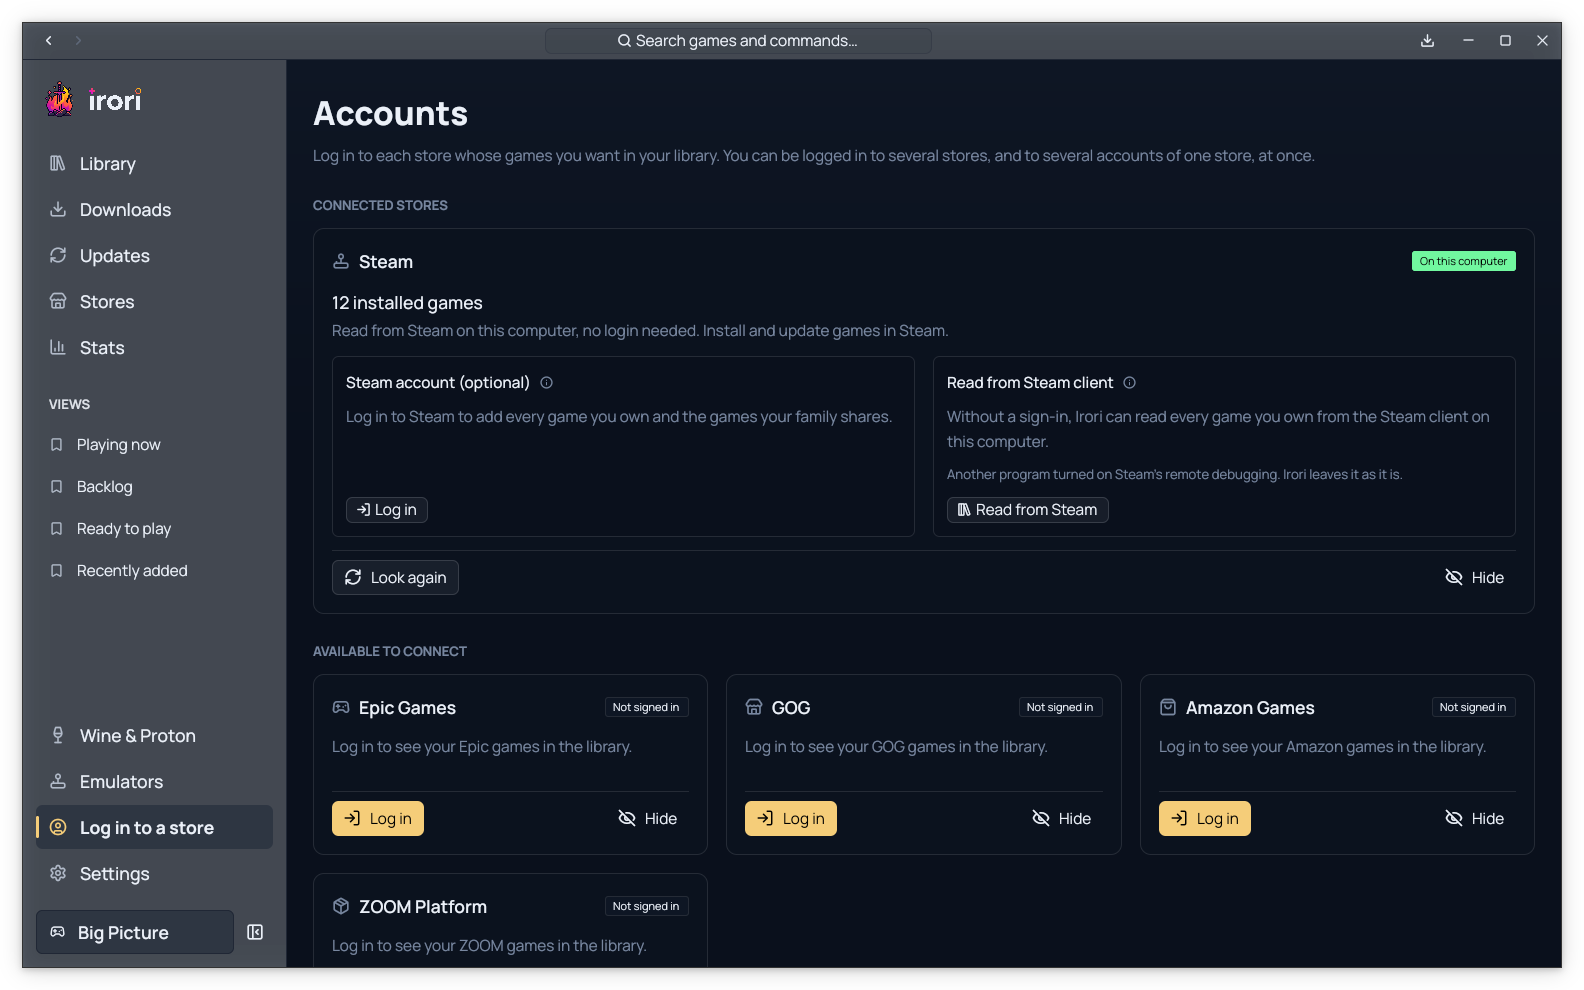 Search games and commands...
irori
Library
Downloads
Updates
Stores
Stats
VIEWS
Playing now
Backlog
Ready to play
Recently added
Wine & Proton
Emulators
Log in to a store
Settings
Big Picture
Accounts
Log in to each store whose games you want in your library. You can be logged in to several stores, and to several accounts of one store, at once.
CONNECTED STORES
Steam
On this computer
12 installed games
Read from Steam on this computer, no login needed. Install and update games in Steam.
Steam account (optional)
Log in to Steam to add every game you own and the games your family shares.
Log in
Read from Steam client
Without a sign-in, Irori can read every game you own from the Steam client on
this computer.
Another program turned on Steam's remote debugging. Irori leaves it as it is.
Read from Steam
Look again
Hide
AVAILABLE TO CONNECT
Epic Games
Not signed in
Log in to see your Epic games in the library.
Log in
Hide
GOG
Not signed in
Log in to see your GOG games in the library.
Log in
Hide
Amazon Games
Not signed in
Log in to see your Amazon games in the library.
Log in
Hide
ZOOM Platform
Not signed in
Log in to see your ZOOM games in the library.